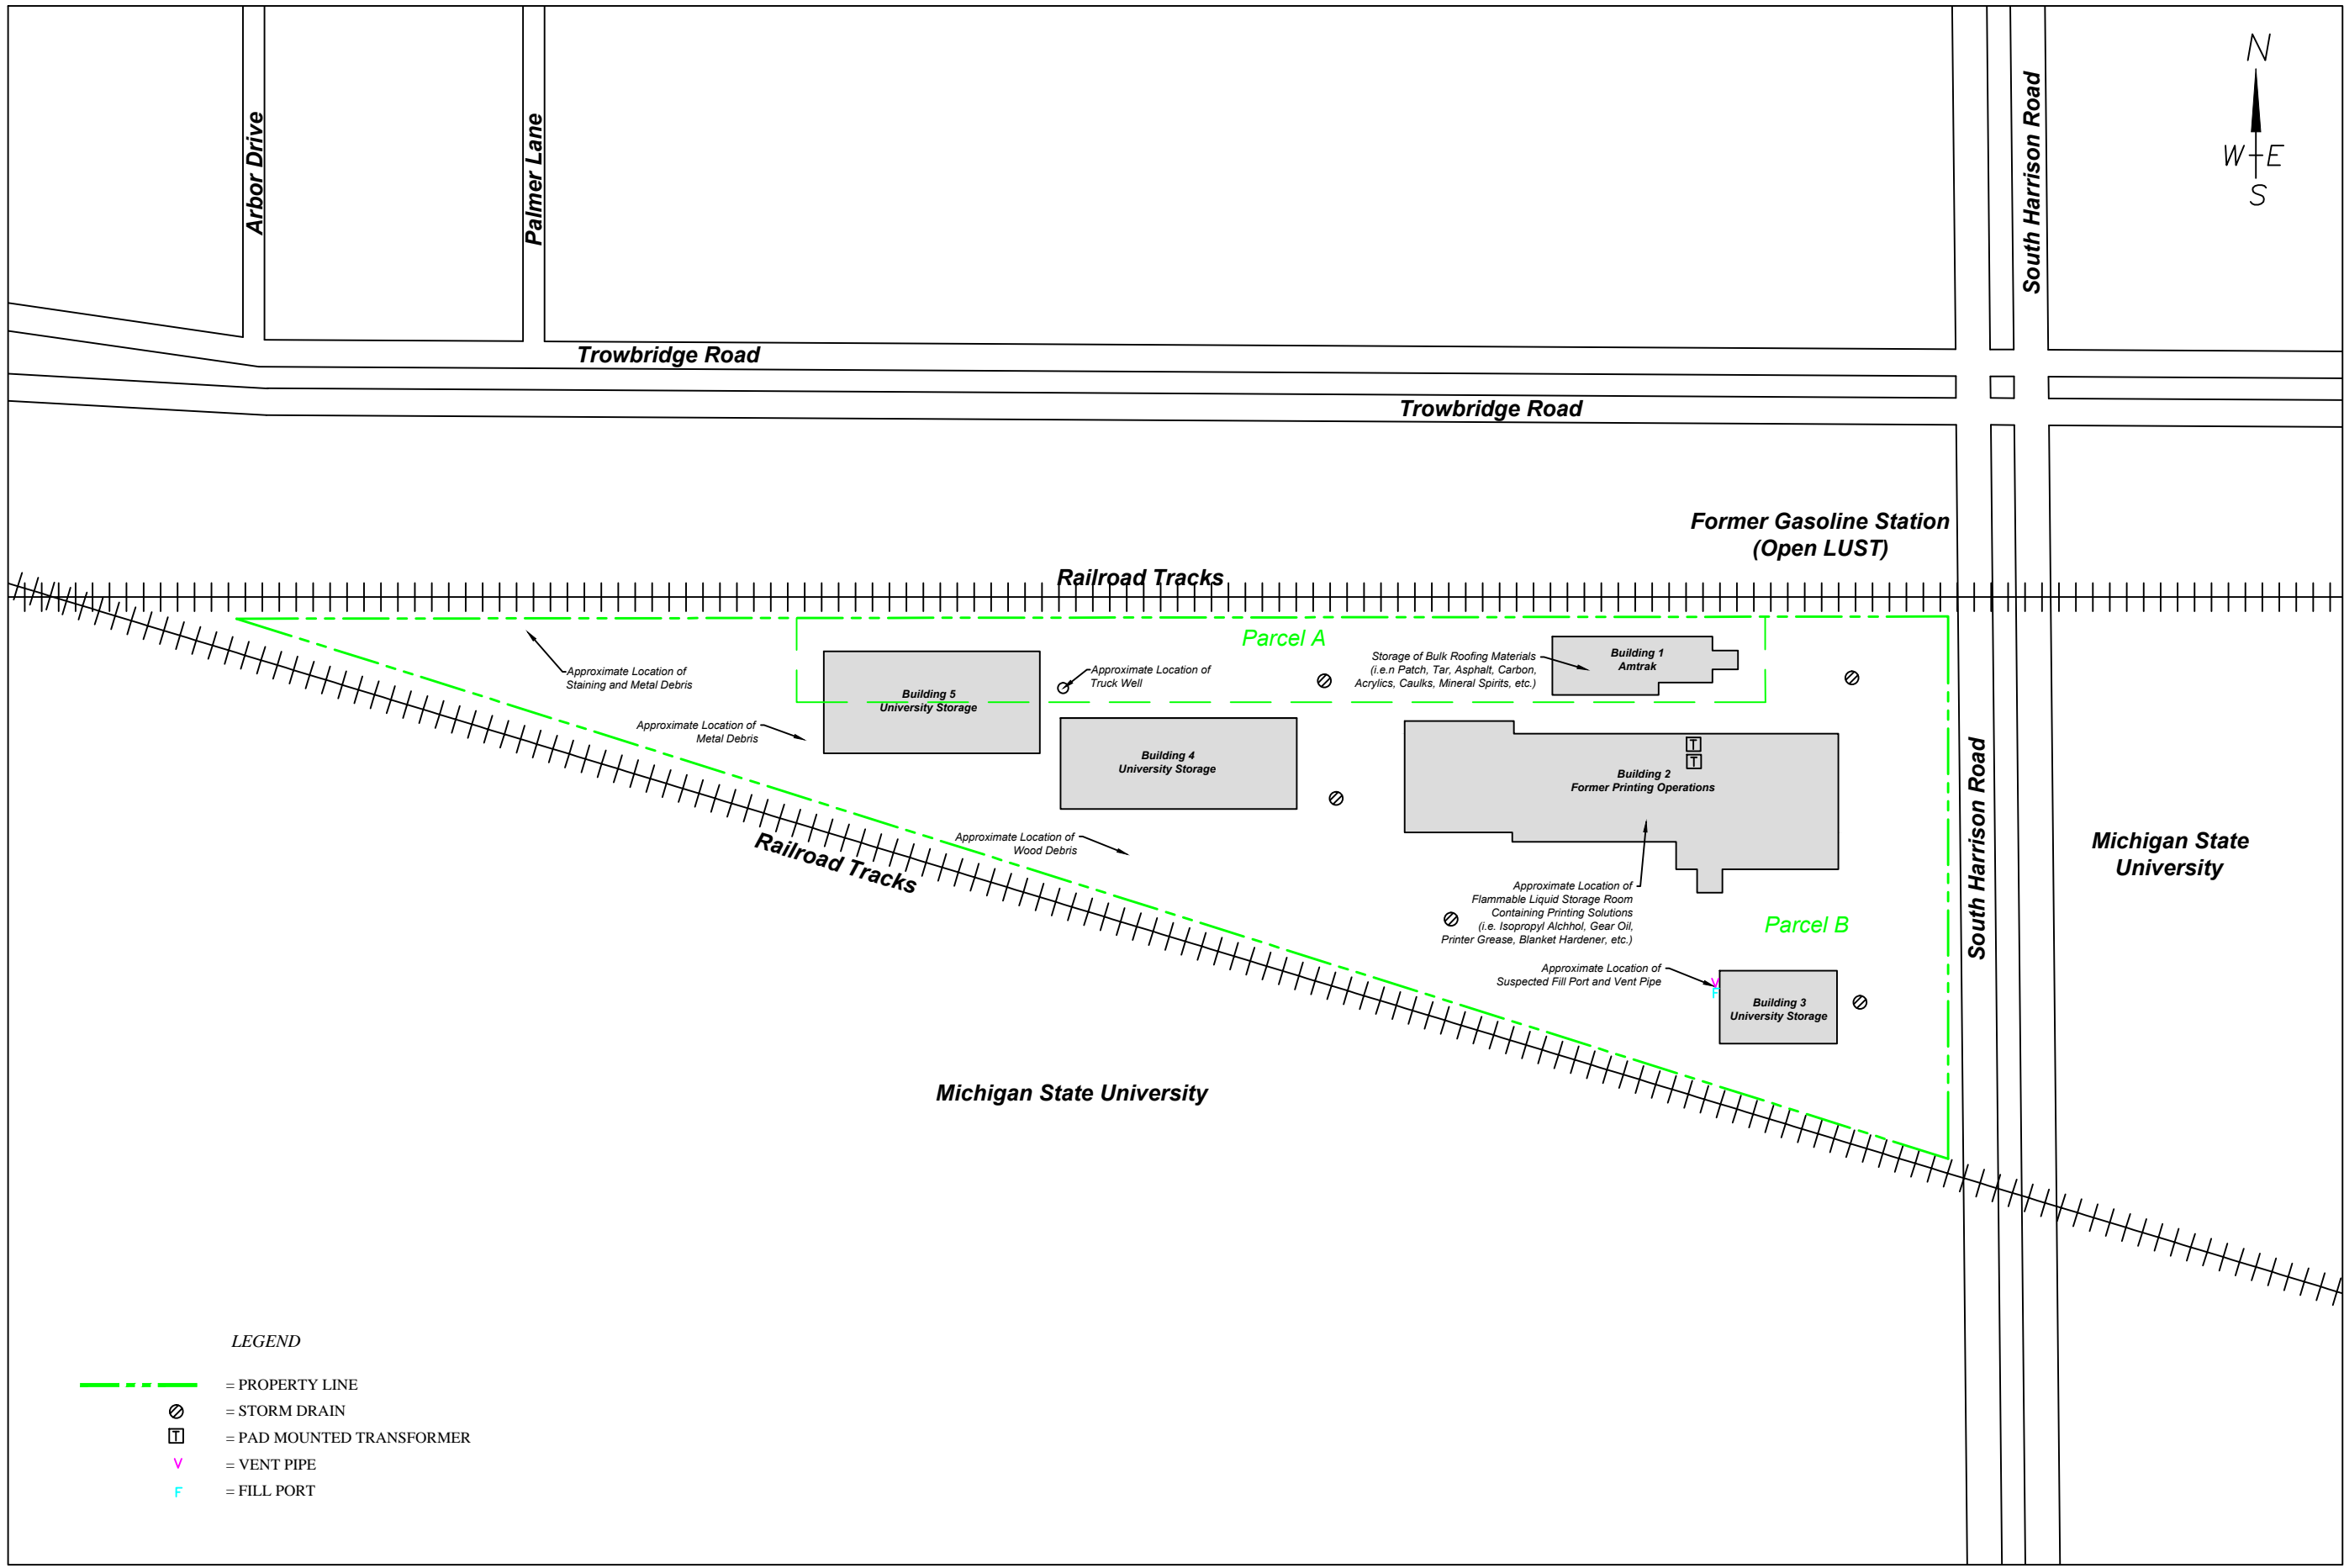 N
W E
S
Arbor Drive
Palmer Lane
South Harrison Road
Trowbridge Road
Trowbridge Road
Former Gasoline Station
(Open LUST)
Railroad Tracks
Parcel A
Approximate Location of
Staining and Metal Debris
Building 5
University Storage
Approximate Location of
Truck Well
Storage of Bulk Roofing Materials
(i.e.n Patch, Tar, Asphalt, Carbon,
Acrylics, Caulks, Mineral Spirits, etc.)
Building 1
Amtrak
Approximate Location of
Metal Debris
Building 4
University Storage
T
T
Building 2
Former Printing Operations
South Harrison Road
Michigan State
University
Railroad Tracks
Approximate Location of
Wood Debris
Approximate Location of
Flammable Liquid Storage Room
Containing Printing Solutions
(i.e. Isopropyl Alchhol, Gear Oil,
Printer Grease, Blanket Hardener, etc.)
Parcel B
Approximate Location of
Suspected Fill Port and Vent Pipe
V
F
Building 3
University Storage
Michigan State University
LEGEND
= PROPERTY LINE
= STORM DRAIN
T = PAD MOUNTED TRANSFORMER
V = VENT PIPE
F = FILL PORT